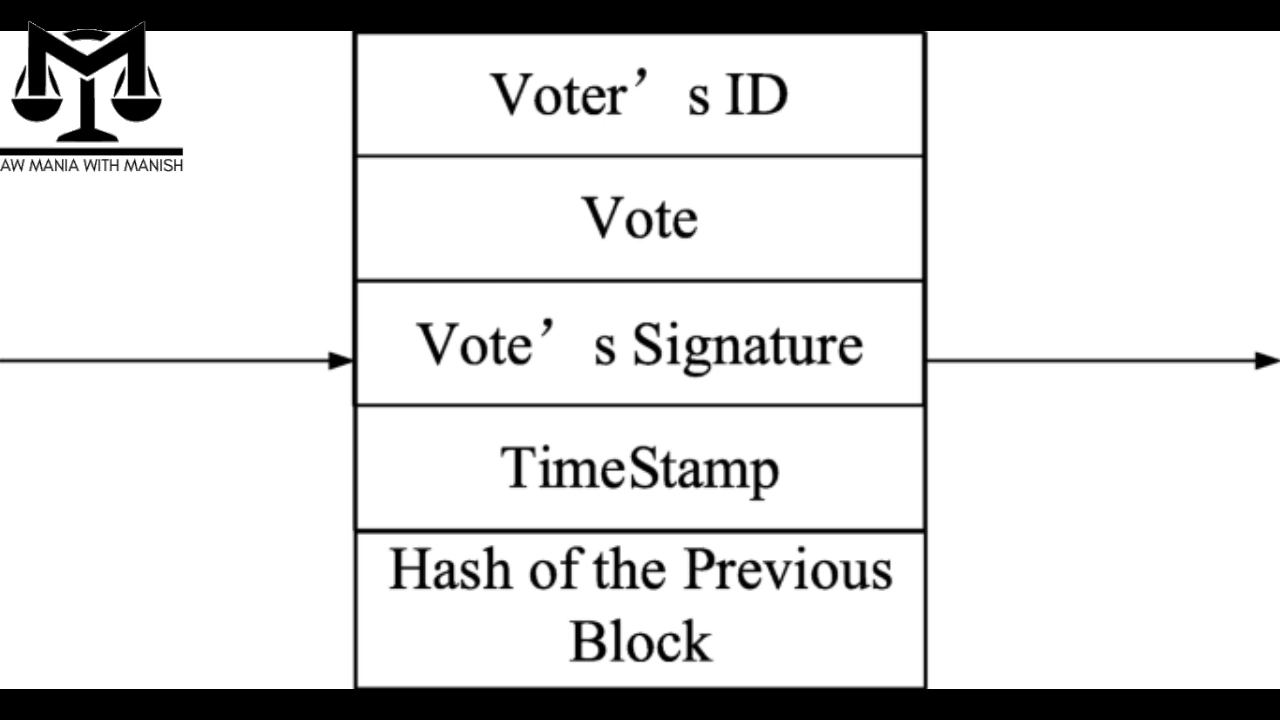 AW MANIA WITH MANISH
Voter’ s ID
Vote
Vote’ s Signature
TimeStamp
Hash of the Previous
Block